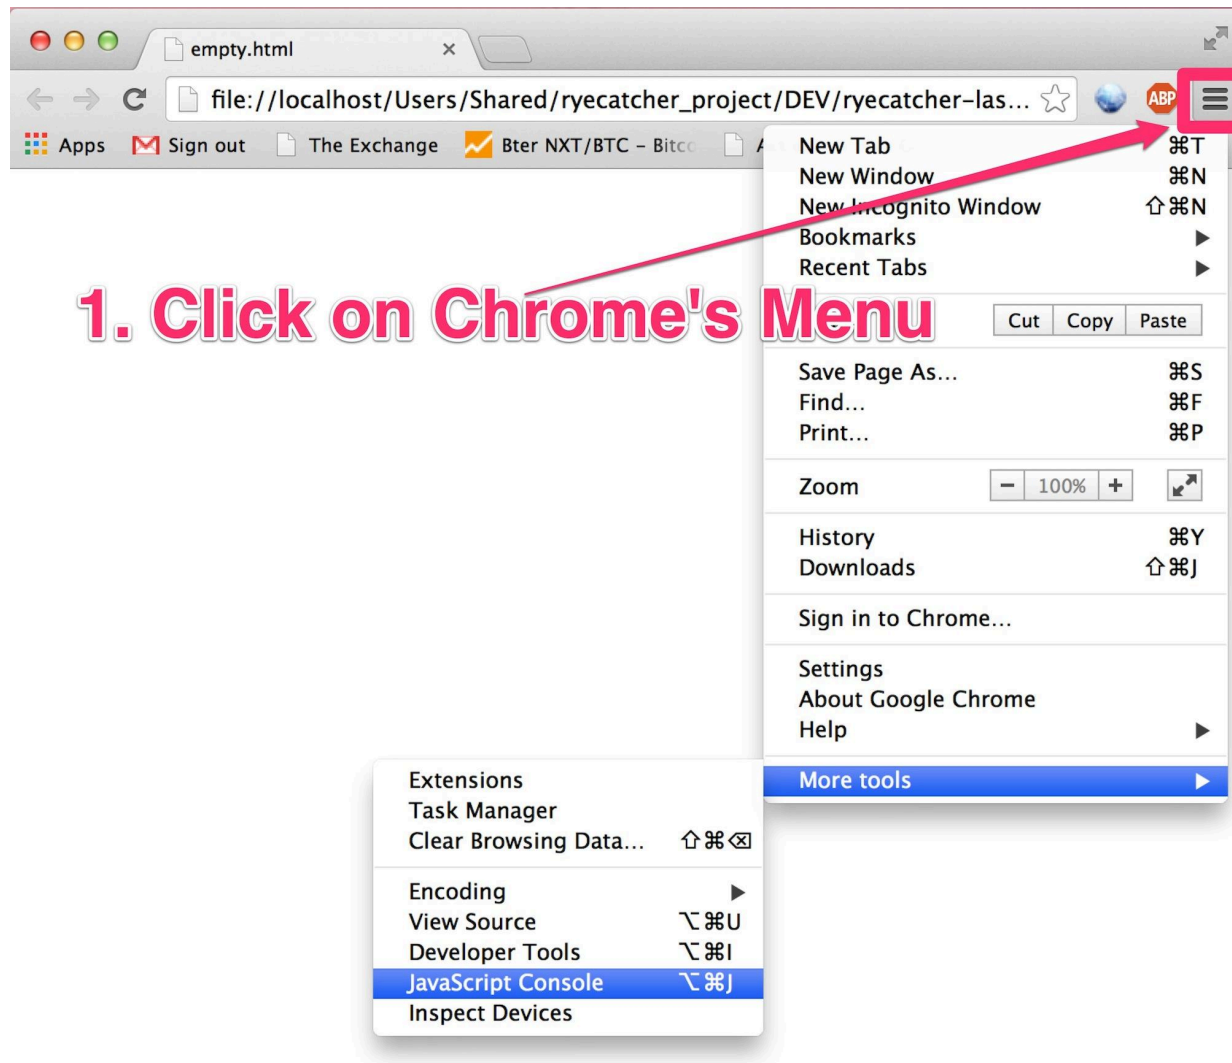 empty.html ×
file://localhost/Users/Shared/ryecatcher_project/DEV/ryecatcher-las... ABP
Apps Sign out The Exchange Bter NXT/BTC – Bitco
New Tab ⌘T
New Window ⌘N
New Incognito Window ⇧⌘N
Bookmarks ▶
Recent Tabs ▶
1. Click on Chrome's Menu
Cut Copy Paste
Save Page As... ⌘S
Find... ⌘F
Print... ⌘P
Zoom − 100% +
History ⌘Y
Downloads ⇧⌘J
Sign in to Chrome...
Settings
About Google Chrome
Help ▶
More tools ▶
Extensions
Task Manager
Clear Browsing Data... ⇧⌘⌫
Encoding ▶
View Source ⌥⌘U
Developer Tools ⌥⌘I
JavaScript Console ⌥⌘J
Inspect Devices